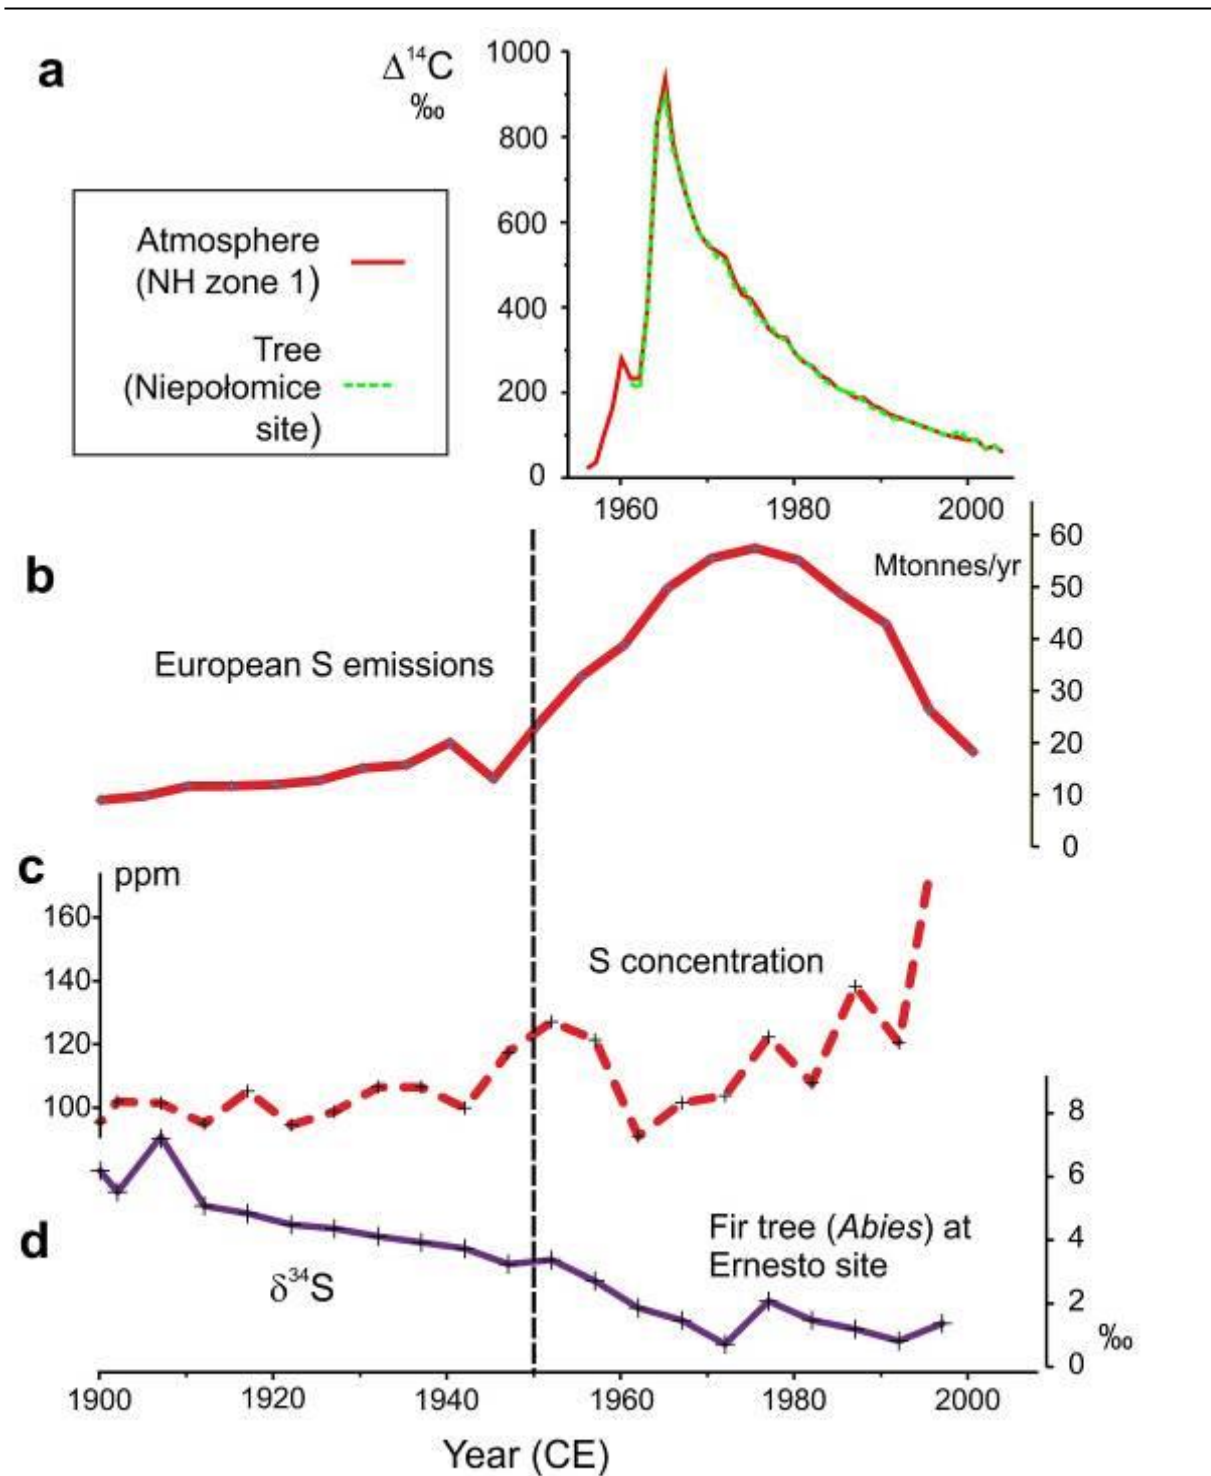 a
Δ¹⁴C
‰
1000
800
600
400
200
0
1960
1980
2000
Atmosphere
(NH zone 1)
Tree
(Niepołomice
site)
b
European S emissions
Mtonnes/yr
60
50
40
30
20
10
0
c
ppm
160
140
120
100
S concentration
d
δ³⁴S
Fir tree (Abies) at
Ernesto site
8
6
4
2
0
‰
1900
1920
1940
1960
1980
2000
Year (CE)